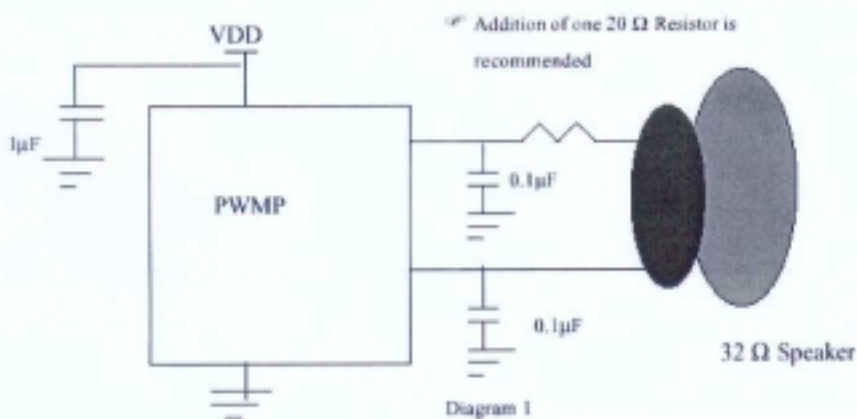 VDD
☞ Addition of one 20 Ω Resistor is
recommended
1μF
PWMP
0.1μF
0.1μF
32 Ω Speaker
Diagram 1